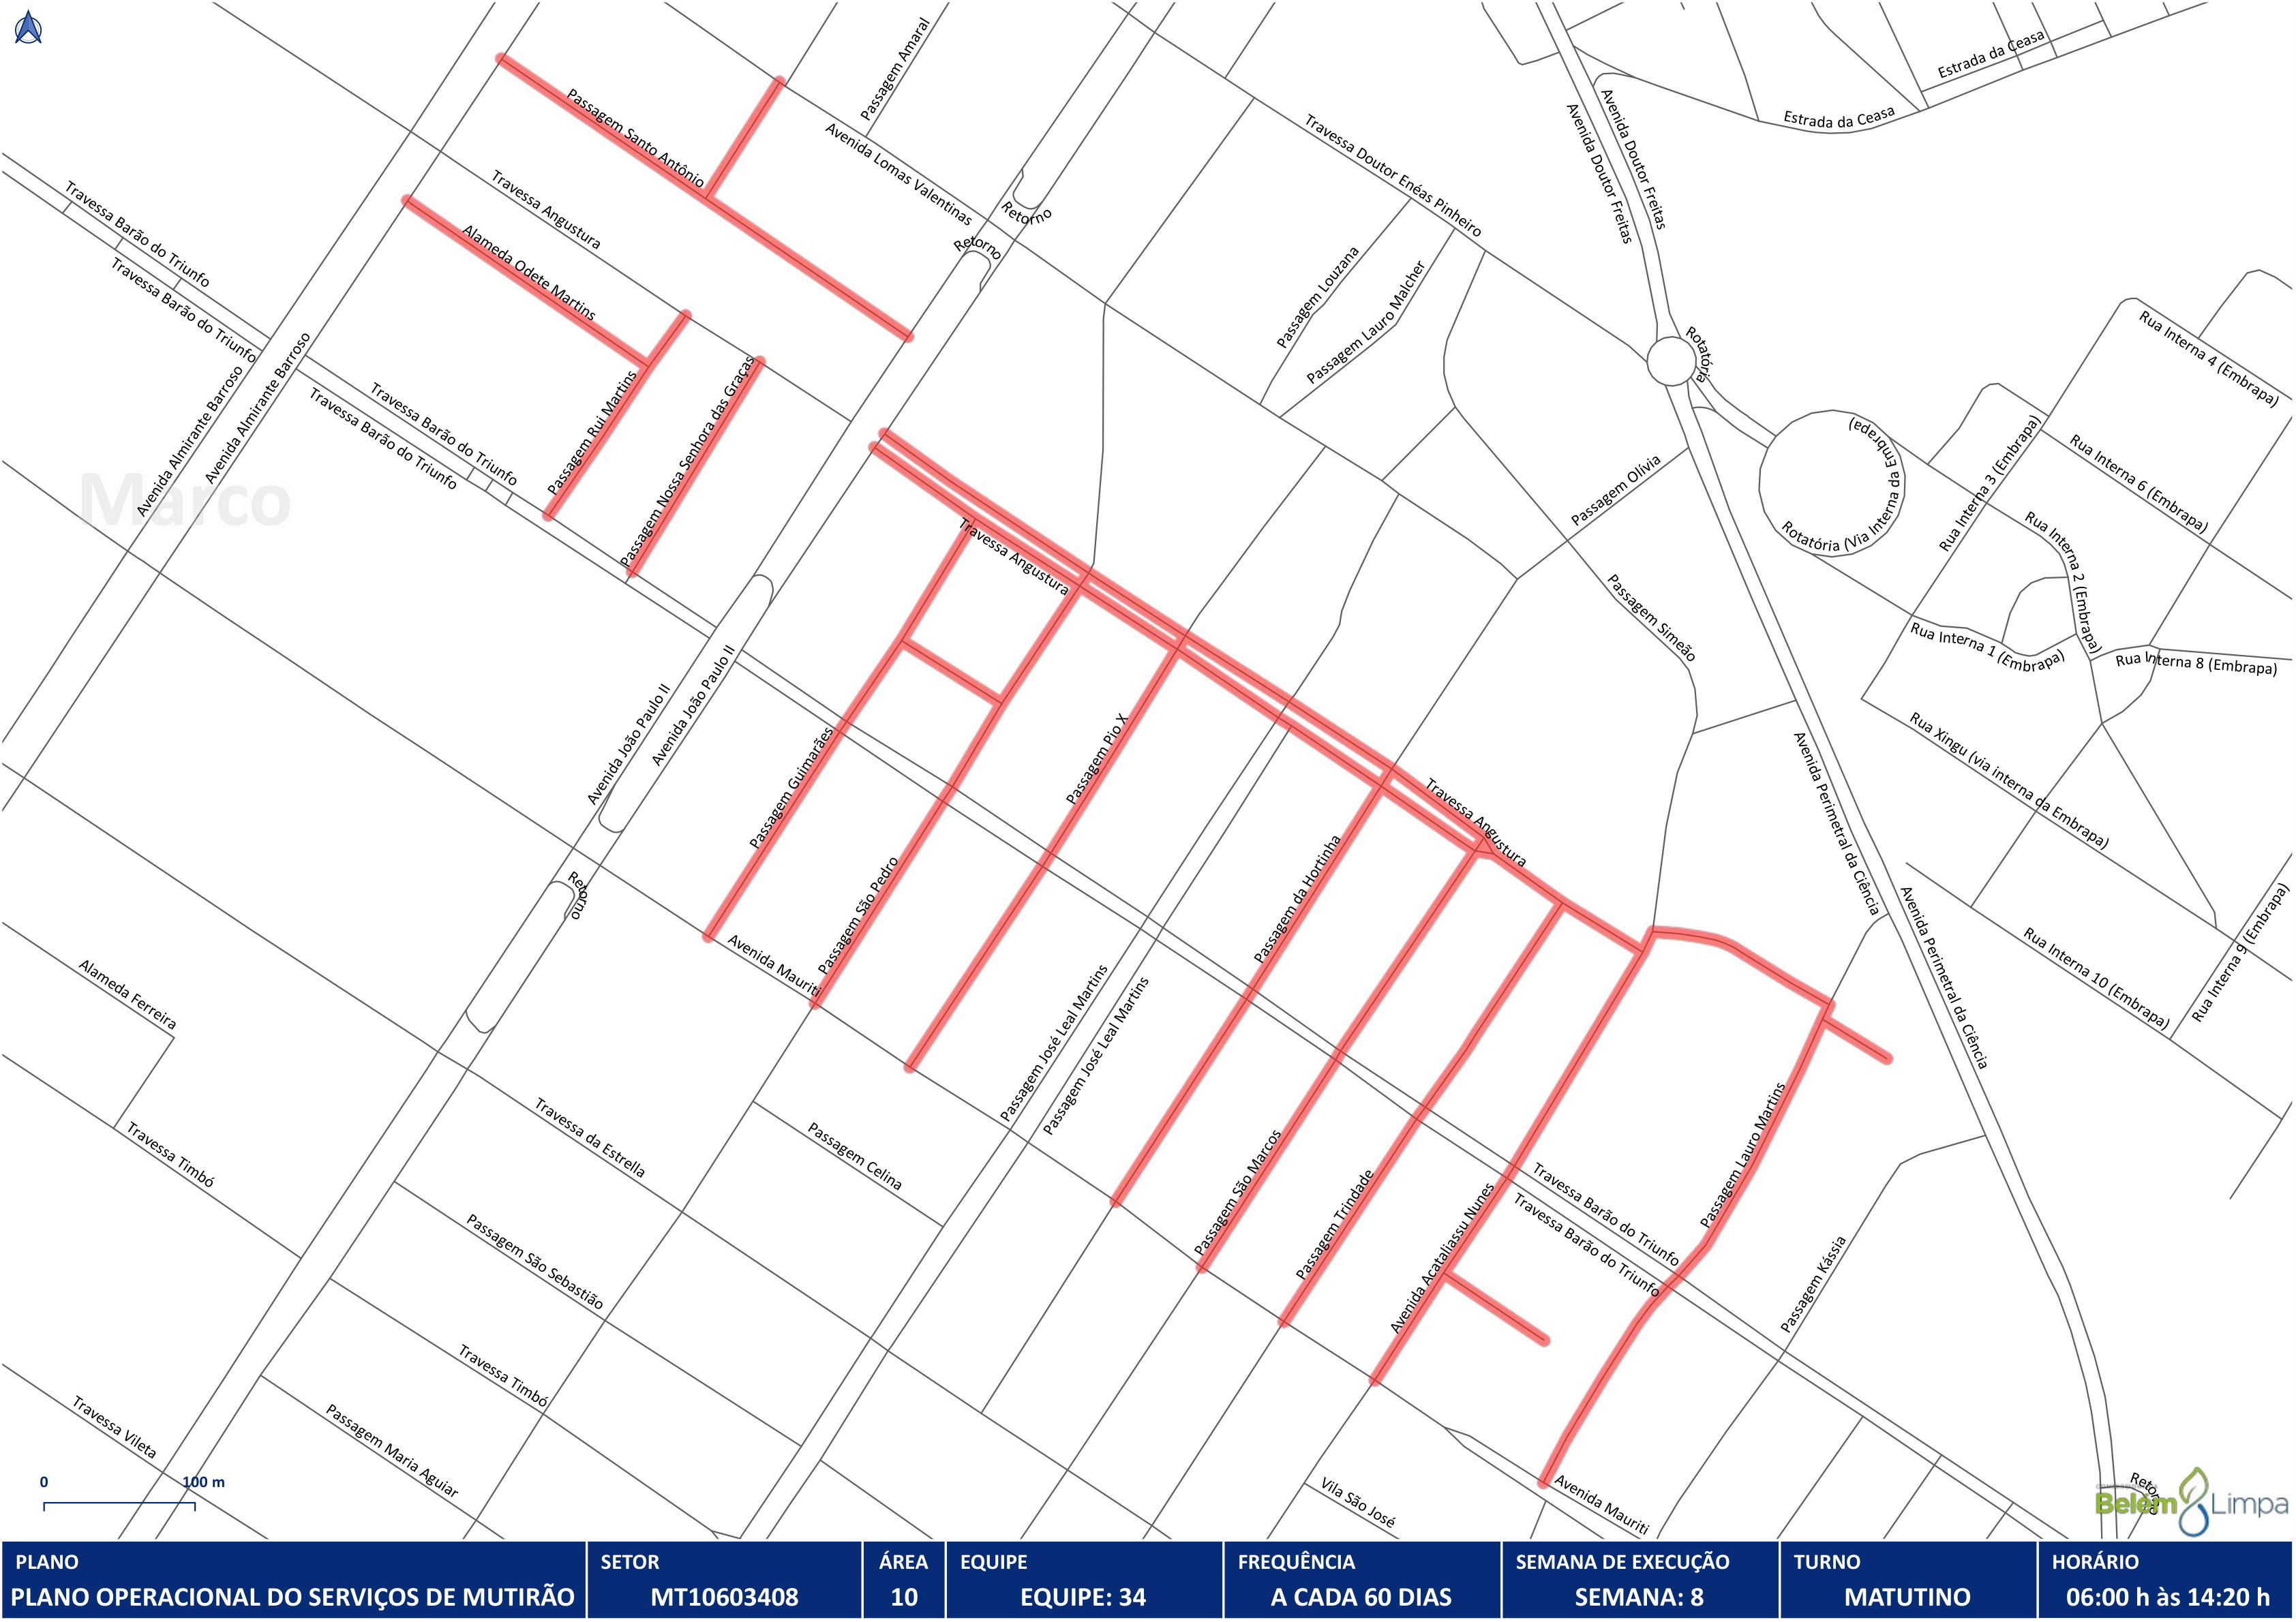 Passagem Amaral
Estrada da Ceasa
Estrada da Ceasa
Avenida Doutor Freitas
Avenida Doutor Freitas
Passagem Santo Antônio
Avenida Lomas Valentinas
Travessa Doutor Enéas Pinheiro
Travessa Angustura
Travessa Barão do Triunfo
Travessa Barão do Triunfo
Retorno
Retorno
Alameda Odete Martins
Passagem Louzana
Passagem Lauro Malcher
Rotatória
Rua Interna 4 (Embrapa)
Avenida Almirante Barroso
Avenida Almirante Barroso
Travessa Barão do Triunfo
Travessa Barão do Triunfo
Passagem Rui Martins
Passagem Nossa Senhora das Graças
Marco
Rotatória (Via Interna da Embrapa)
Rua Interna 3 (Embrapa)
Rua Interna 6 (Embrapa)
Passagem Olívia
Rua Interna 2 (Embrapa)
Travessa Angustura
Passagem Simeão
Rua Interna 1 (Embrapa)
Rua Interna 8 (Embrapa)
Avenida João Paulo II
Avenida João Paulo II
Passagem Guimarães
Passagem Pio X
Rua Xingu (via interna da Embrapa)
Avenida Perimetral da Ciência
Avenida Perimetral da Ciência
Travessa Angustura
Retorno
Passagem São Pedro
Passagem da Hortinha
Avenida Mauriti
Rua Interna 10 (Embrapa)
Rua Interna 9 (Embrapa)
Alameda Ferreira
Passagem José Leal Martins
Passagem José Leal Martins
Travessa da Estrella
Passagem Celina
Travessa Timbó
Passagem São Marcos
Passagem Trindade
Avenida Acataliassu Nunes
Travessa Barão do Triunfo
Travessa Barão do Triunfo
Passagem Lauro Martins
Passagem Kássia
Passagem São Sebastião
Travessa Timbó
Travessa Vileta
Passagem Maria Aguiar
Vila São José
Avenida Mauriti
Retorno
0 100 m
Belém Limpa
PLANO
PLANO OPERACIONAL DO SERVIÇOS DE MUTIRÃO
SETOR
MT10603408
ÁREA
10
EQUIPE
EQUIPE: 34
FREQUÊNCIA
A CADA 60 DIAS
SEMANA DE EXECUÇÃO
SEMANA: 8
TURNO
MATUTINO
HORÁRIO
06:00 h às 14:20 h